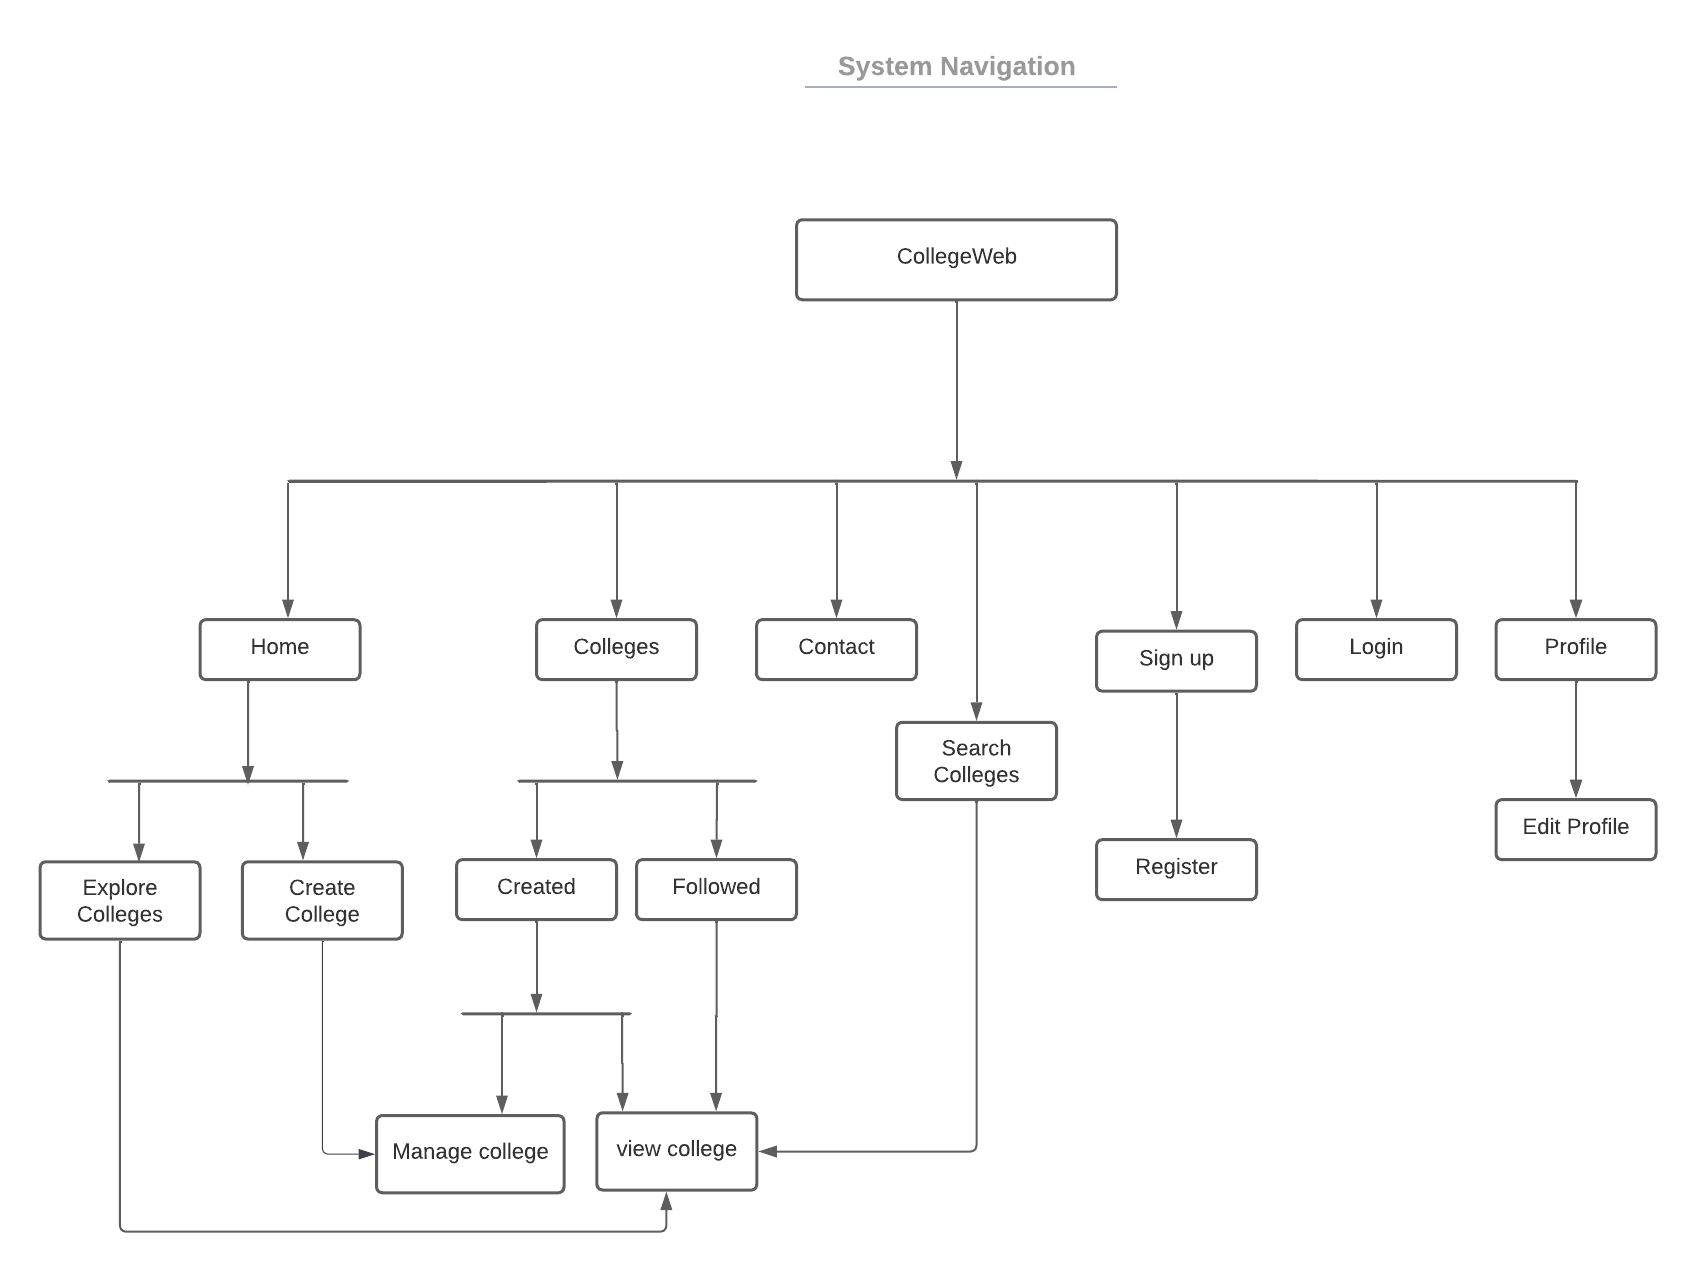 System Navigation
CollegeWeb
Home
Colleges
Contact
Sign up
Login
Profile
Search
Colleges
Edit Profile
Register
Explore
Colleges
Create
College
Created
Followed
Manage college
view college